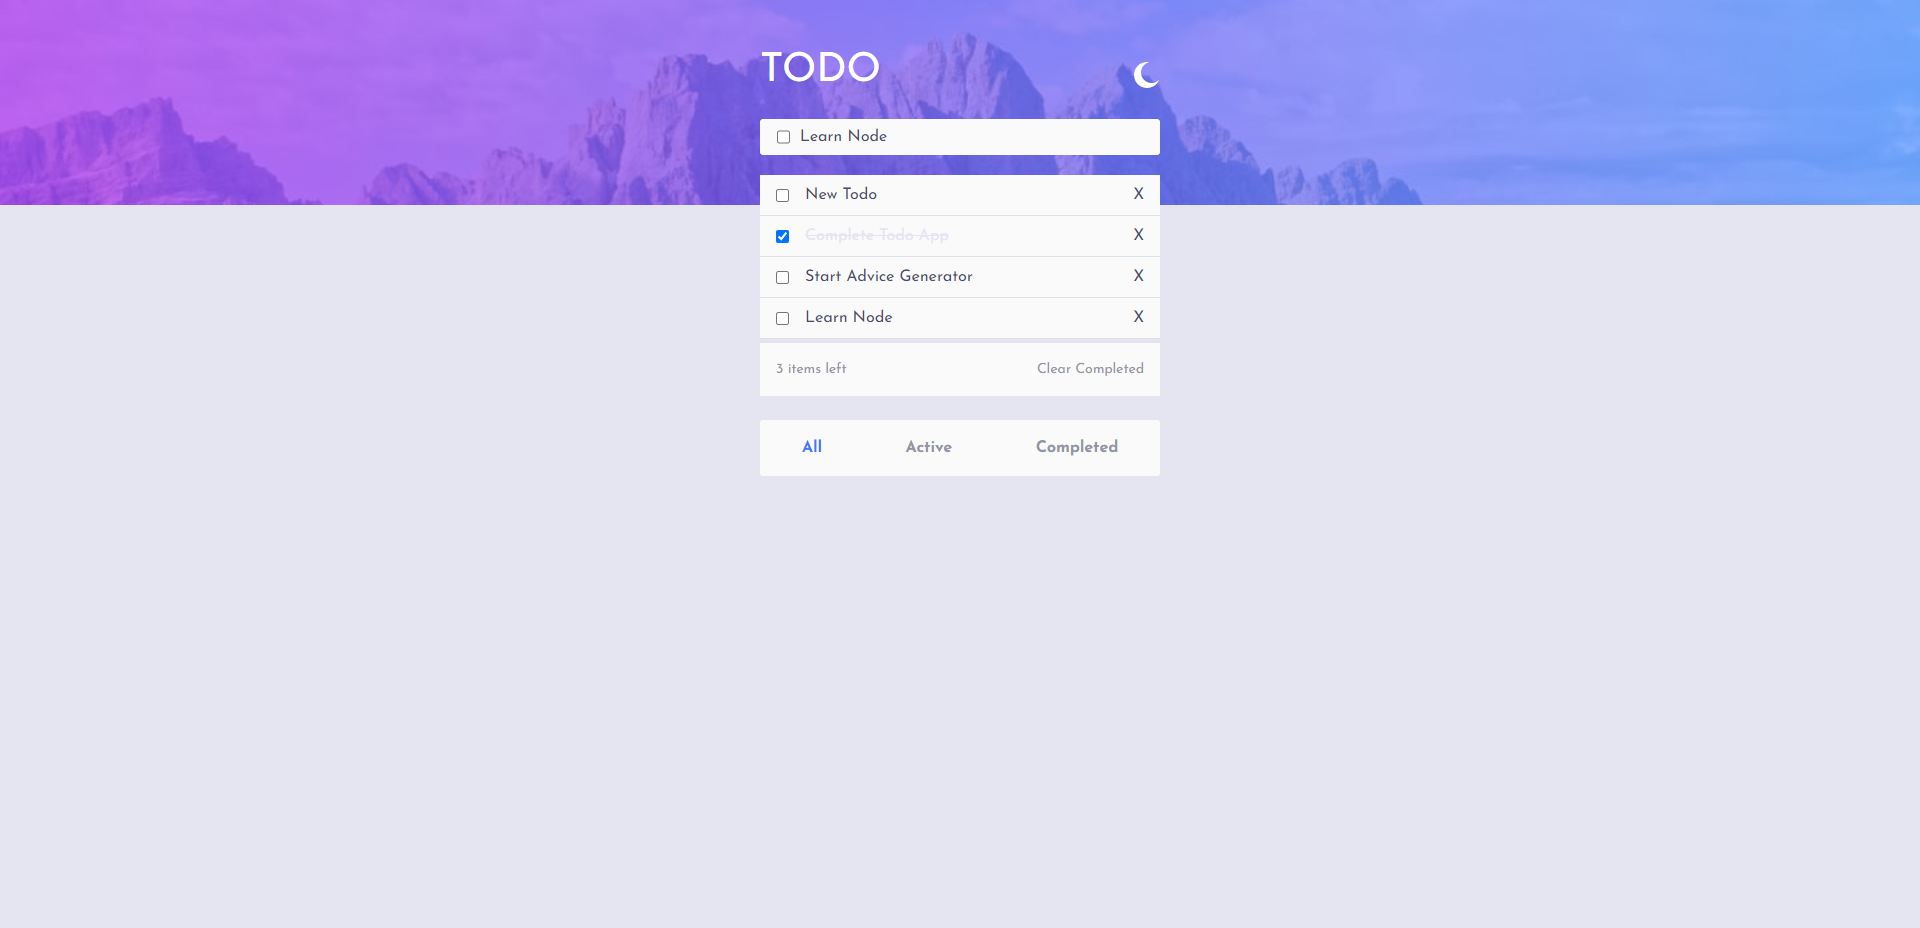 TODO
Learn Node
New Todo X
Complete Todo App X
Start Advice Generator X
Learn Node X
3 items left Clear Completed
All Active Completed